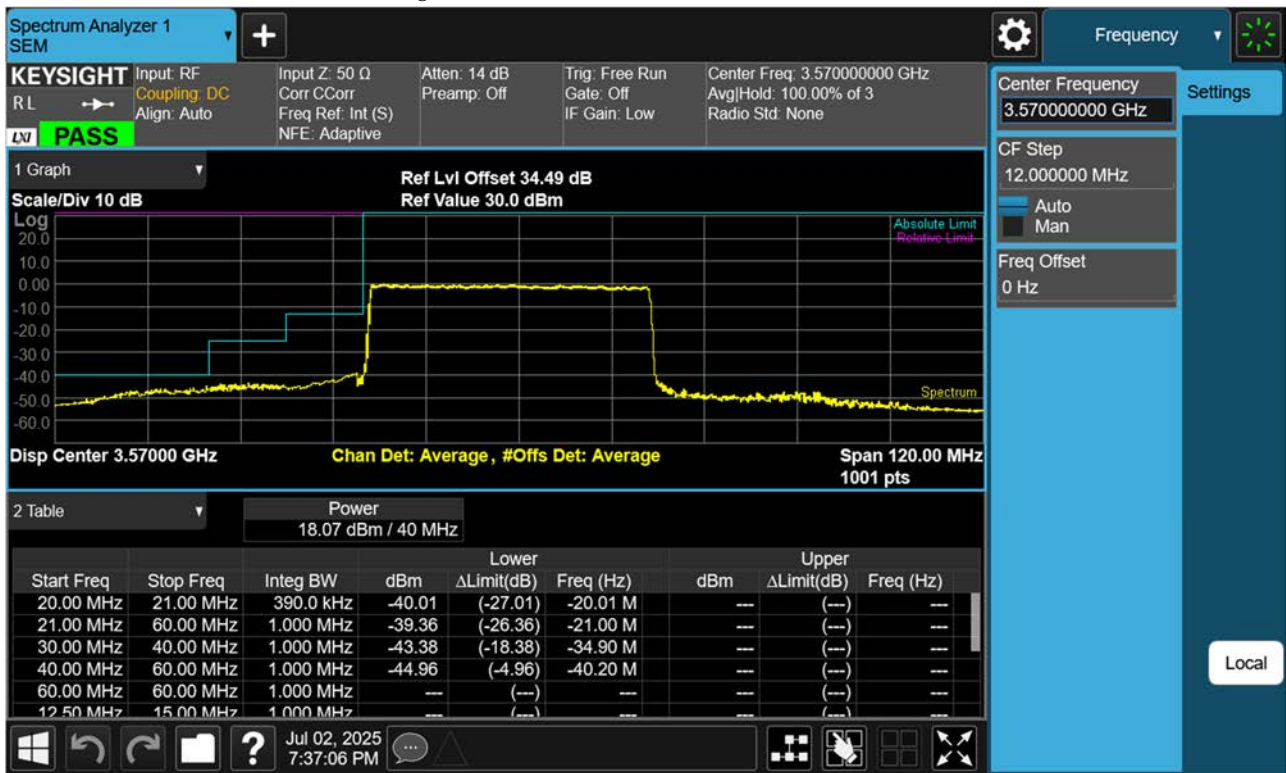 Spectrum Analyzer 1
SEM
Frequency
KEYSIGHT
R L
LXI
PASS
Input: RF
Coupling: DC
Align: Auto
Input Z: 50 Ω
Corr CCorr
Freq Ref: Int (S)
NFE: Adaptive
Atten: 14 dB
Preamp: Off
Trig: Free Run
Gate: Off
IF Gain: Low
Center Freq: 3.570000000 GHz
Avg|Hold: 100.00% of 3
Radio Std: None
Center Frequency
3.570000000 GHz
Settings
CF Step
12.000000 MHz
Auto
Man
Freq Offset
0 Hz
Local
1 Graph
Scale/Div 10 dB
Ref Lvl Offset 34.49 dB
Ref Value 30.0 dBm
Log
20.0
10.0
0.00
-10.0
-20.0
-30.0
-40.0
-50.0
-60.0
Absolute Limit
Relative Limit
Spectrum
Disp Center 3.57000 GHz
Chan Det: Average, #Offs Det: Average
Span 120.00 MHz
1001 pts
2 Table
Power
18.07 dBm / 40 MHz
Lower Upper
Start Freq Stop Freq Integ BW dBm ΔLimit(dB) Freq (Hz) dBm ΔLimit(dB) Freq (Hz)
20.00 MHz 21.00 MHz 390.0 kHz -40.01 (-27.01) -20.01 M --- (---) ---
21.00 MHz 60.00 MHz 1.000 MHz -39.36 (-26.36) -21.00 M --- (---) ---
30.00 MHz 40.00 MHz 1.000 MHz -43.38 (-18.38) -34.90 M --- (---) ---
40.00 MHz 60.00 MHz 1.000 MHz -44.96 (-4.96) -40.20 M --- (---) ---
60.00 MHz 60.00 MHz 1.000 MHz --- (---) --- --- (---) ---
12.50 MHz 15.00 MHz 1.000 MHz --- (---) --- --- (---) ---
?
Jul 02, 2025
7:37:06 PM